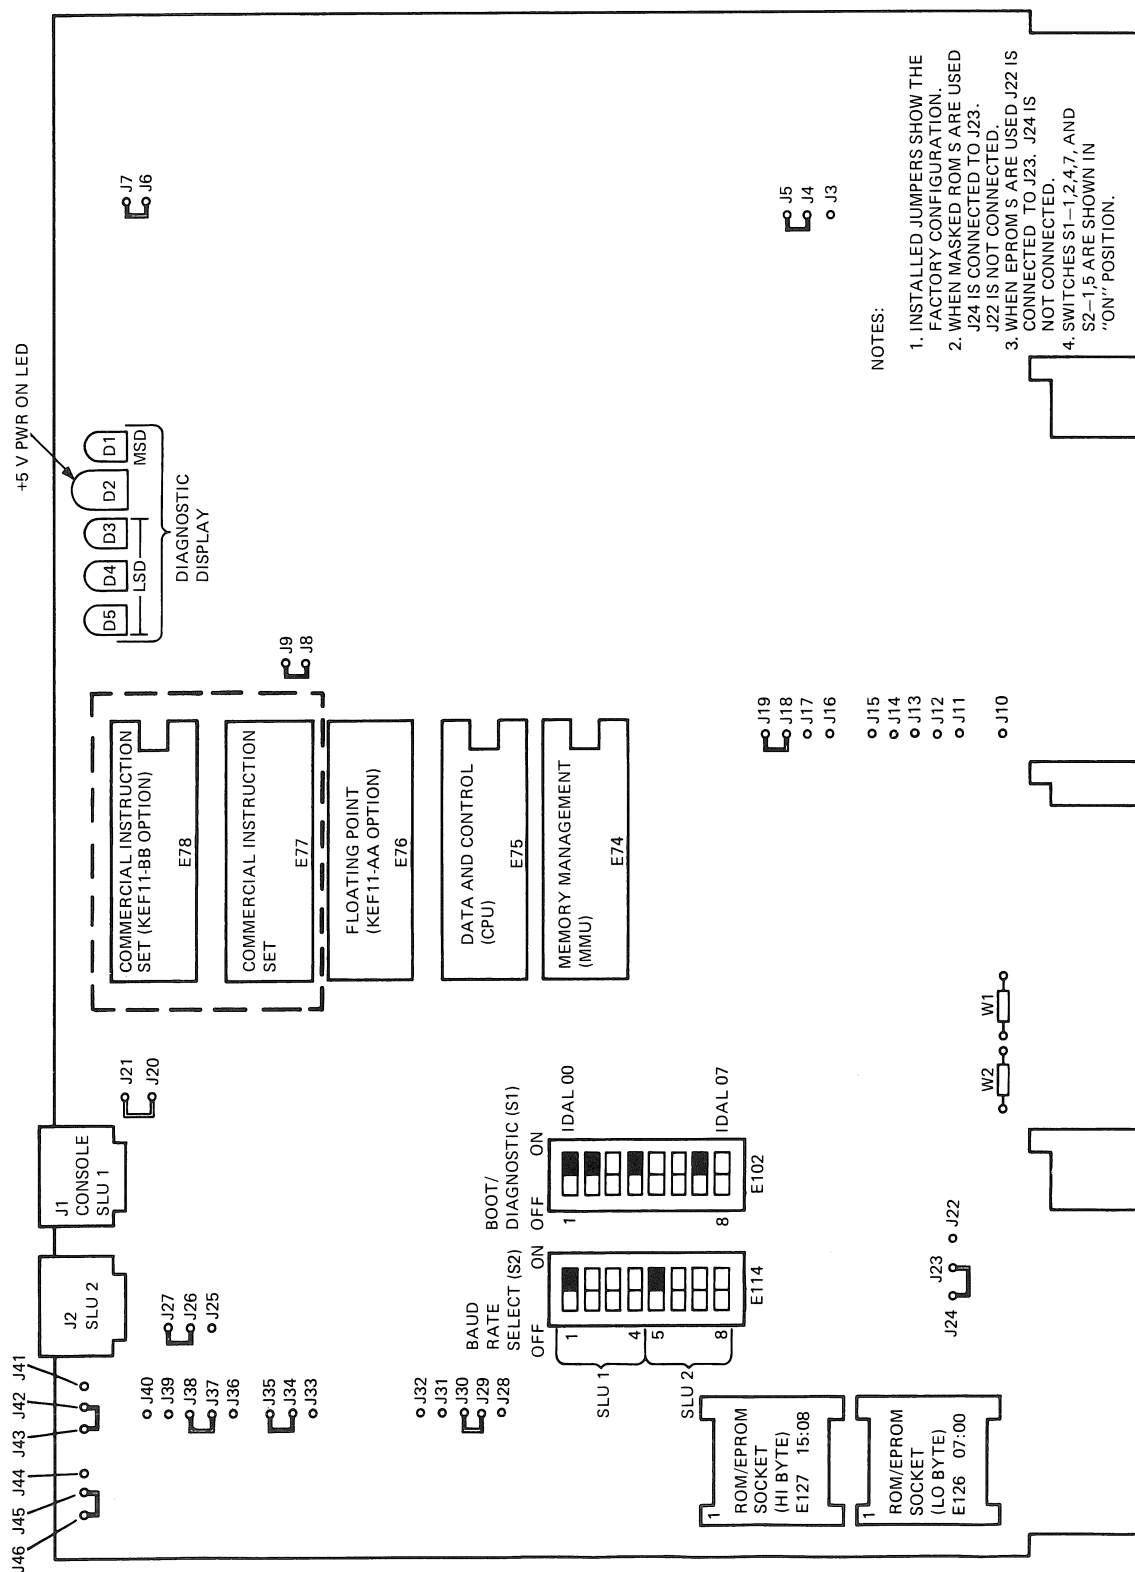 +5 V PWR ON LED
J7
J6
D1
D2
D3
D4
D5
MSD
LSD
DIAGNOSTIC
DISPLAY
J5
J4
J3
NOTES:
1. INSTALLED JUMPERS SHOW THE
FACTORY CONFIGURATION.
2. WHEN MASKED ROM S ARE USED
J24 IS CONNECTED TO J23.
J22 IS NOT CONNECTED.
3. WHEN EPROM S ARE USED J22 IS
CONNECTED TO J23. J24 IS
NOT CONNECTED.
4. SWITCHES S1–1,2,4,7, AND
S2–1,5 ARE SHOWN IN
"ON" POSITION.
J9
J8
COMMERCIAL INSTRUCTION
SET (KEF11-BB OPTION)
E78
COMMERCIAL INSTRUCTION
SET
E77
FLOATING POINT
(KEF11-AA OPTION)
E76
DATA AND CONTROL
(CPU)
E75
MEMORY MANAGEMENT
(MMU)
E74
J19
J18
J17
J16
J15
J14
J13
J12
J11
J10
W1
W2
J21
J20
J1
CONSOLE
SLU 1
J2
SLU 2
BOOT/
DIAGNOSTIC (S1)
OFF ON
IDAL 00
IDAL 07
1
8
E102
BAUD
RATE
SELECT (S2)
OFF ON
1
4
5
8
E114
SLU 1
SLU 2
J22
J23
J24
J27
J26
J25
J41
J42
J43
J44
J45
J46
J40
J39
J38
J37
J36
J35
J34
J33
J32
J31
J30
J29
J28
1
ROM/EPROM
SOCKET
(HI BYTE)
E127 15:08
1
ROM/EPROM
SOCKET
(LO BYTE)
E126 07:00